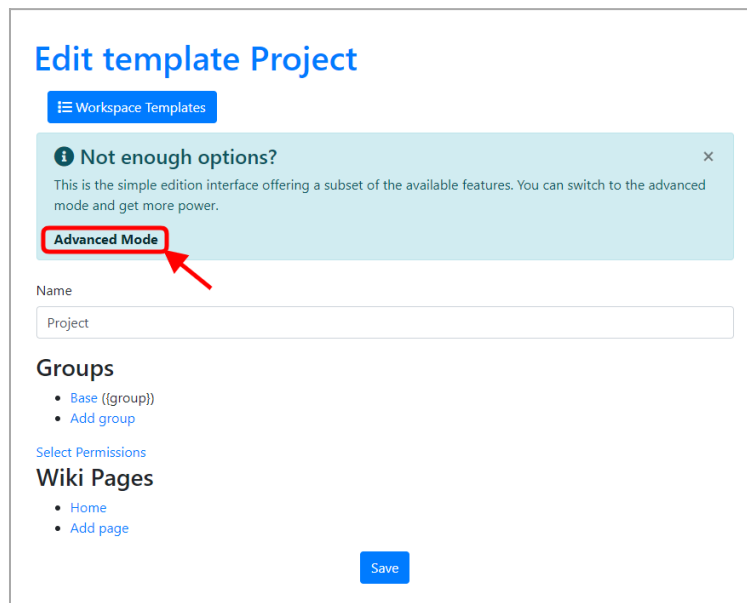 Edit template Project
Workspace Templates
Not enough options?
×
This is the simple edition interface offering a subset of the available features. You can switch to the advanced
mode and get more power.
Advanced Mode
Name
Project
Groups
Base ({group})
Add group
Select Permissions
Wiki Pages
Home
Add page
Save